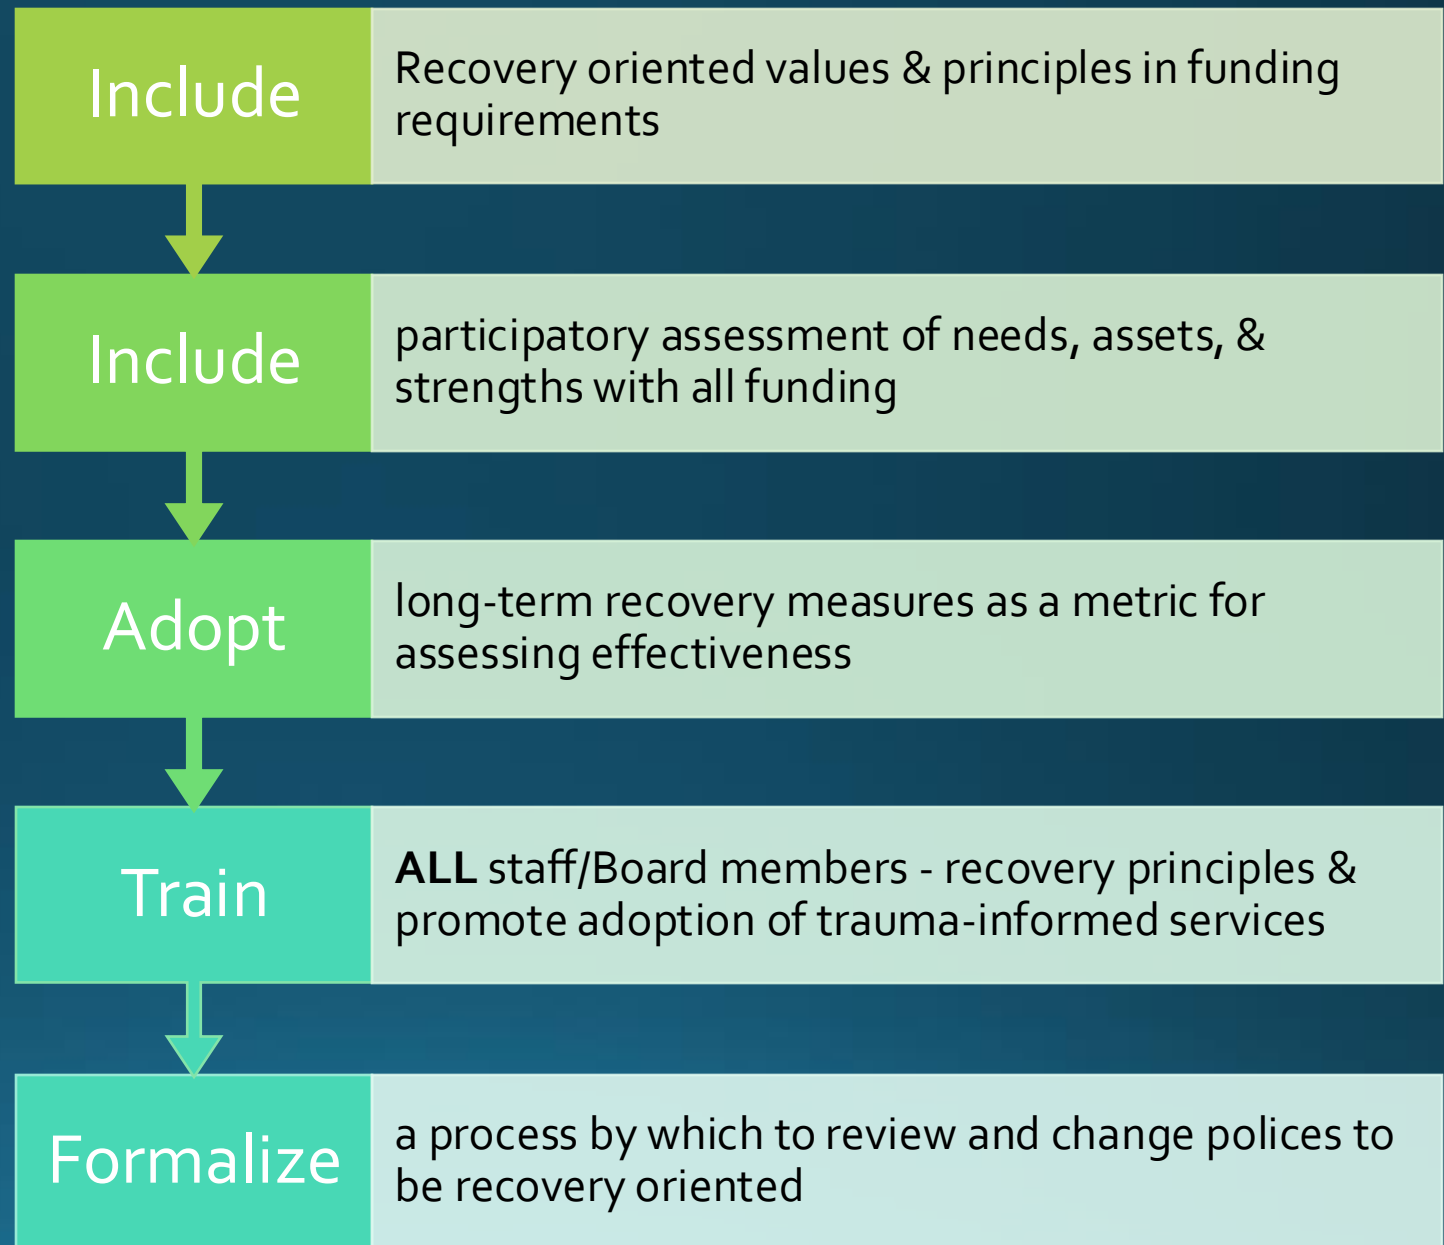 Include
Recovery oriented values & principles in funding
requirements
Include
participatory assessment of needs, assets, &
strengths with all funding
Adopt
long-term recovery measures as a metric for
assessing effectiveness
Train
ALL staff/Board members - recovery principles &
promote adoption of trauma-informed services
Formalize
a process by which to review and change polices to
be recovery oriented